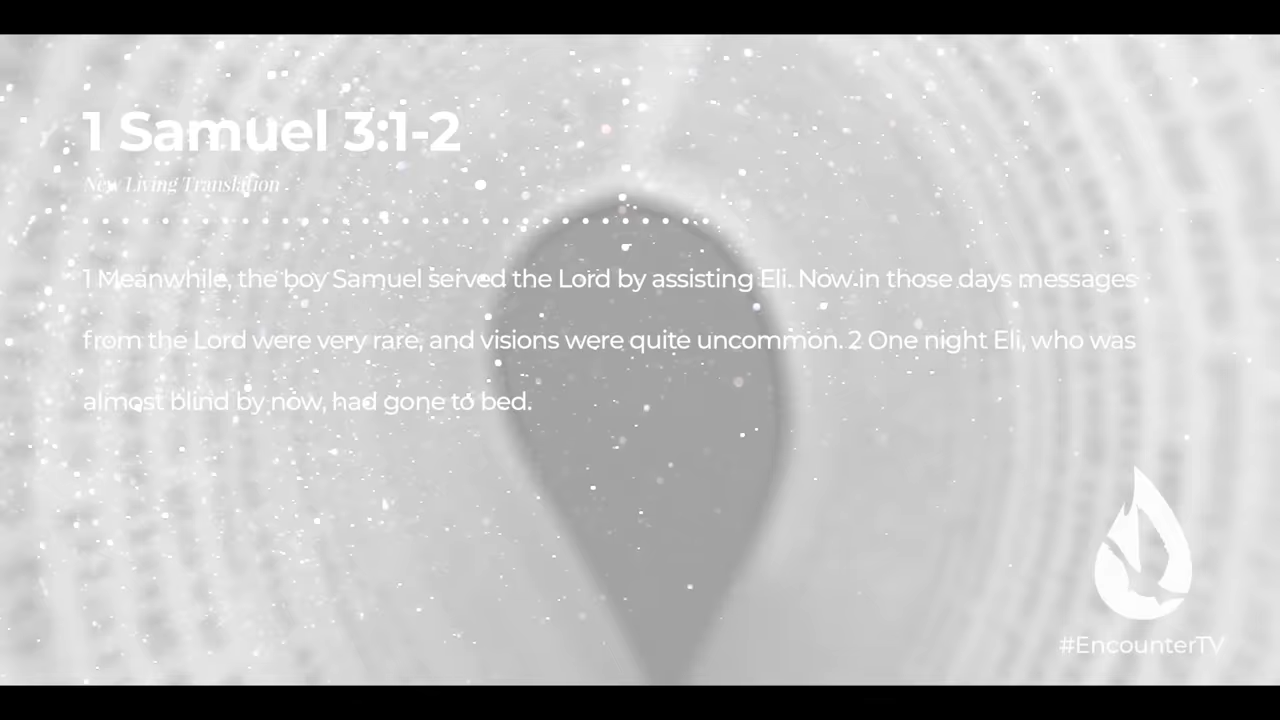 1 Samuel 3:1-2
New Living Translation
1 Meanwhile, the boy Samuel served the Lord by assisting Eli. Now in those days messages
from the Lord were very rare, and visions were quite uncommon. 2 One night Eli, who was
almost blind by now, had gone to bed.
#EncounterTV